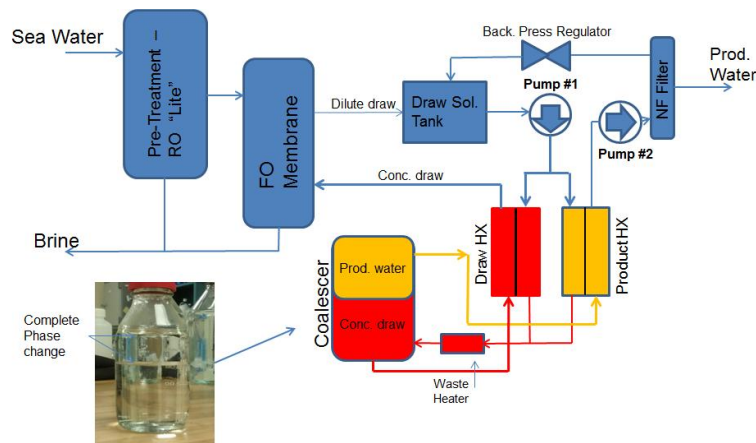 Sea Water
Pre-Treatment –
RO “Lite”
FO
Membrane
Dilute draw
Draw Sol.
Tank
Back. Press Regulator
Pump #1
Pump #2
NF Filter
Prod.
Water
Conc. draw
Brine
Draw HX
ProductHX
Coalescer
Prod. water
Conc. draw
Complete
Phase
change
Waste
Heater